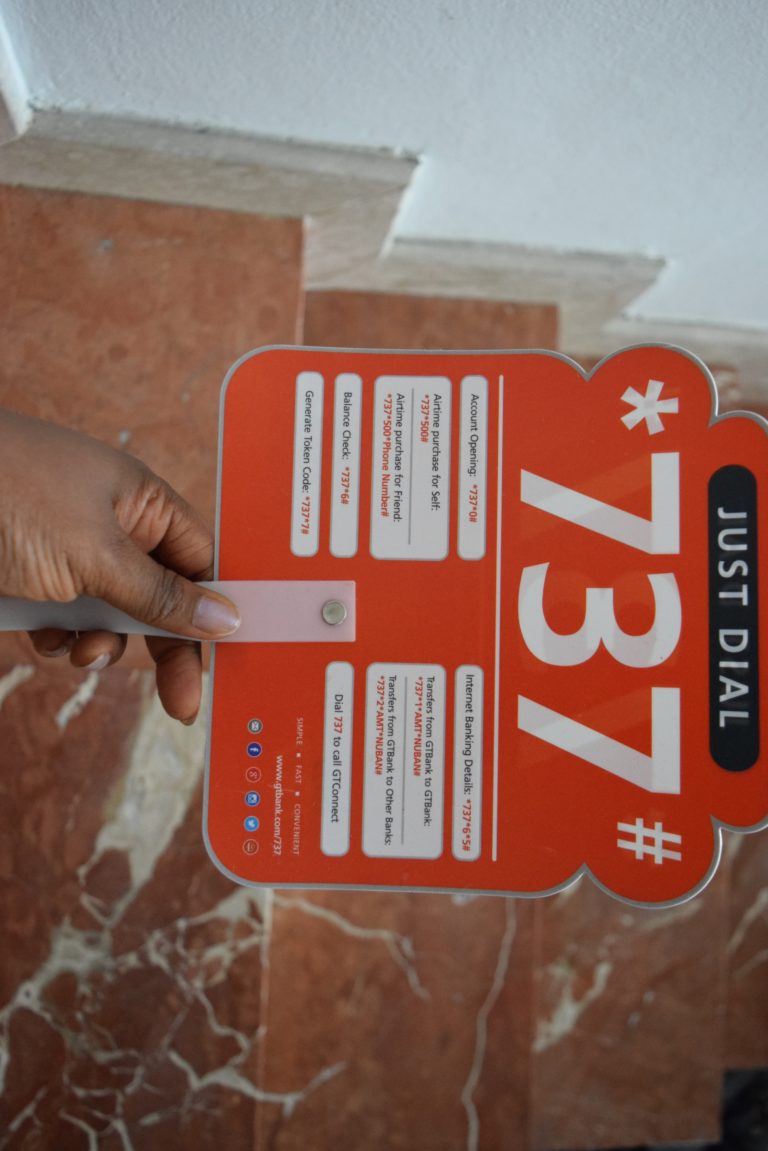 JUST DIAL
*737#
Account Opening: *737*0#
Airtime purchase for Self:
*737*500#
Airtime purchase for Friend:
*737*500*Phone Number#
Balance Check: *737*6#
Generate Token Code: *737*7#
Internet Banking Details: *737*6*5#
Transfers from GTBank to GTBank:
*737*1*AMT*NUBAN#
Transfers from GTBank to Other Banks:
*737*2*AMT*NUBAN#
Dial 737 to call GTConnect
SIMPLE ▪ FAST ▪ CONVENIENT
www.gtbank.com/737